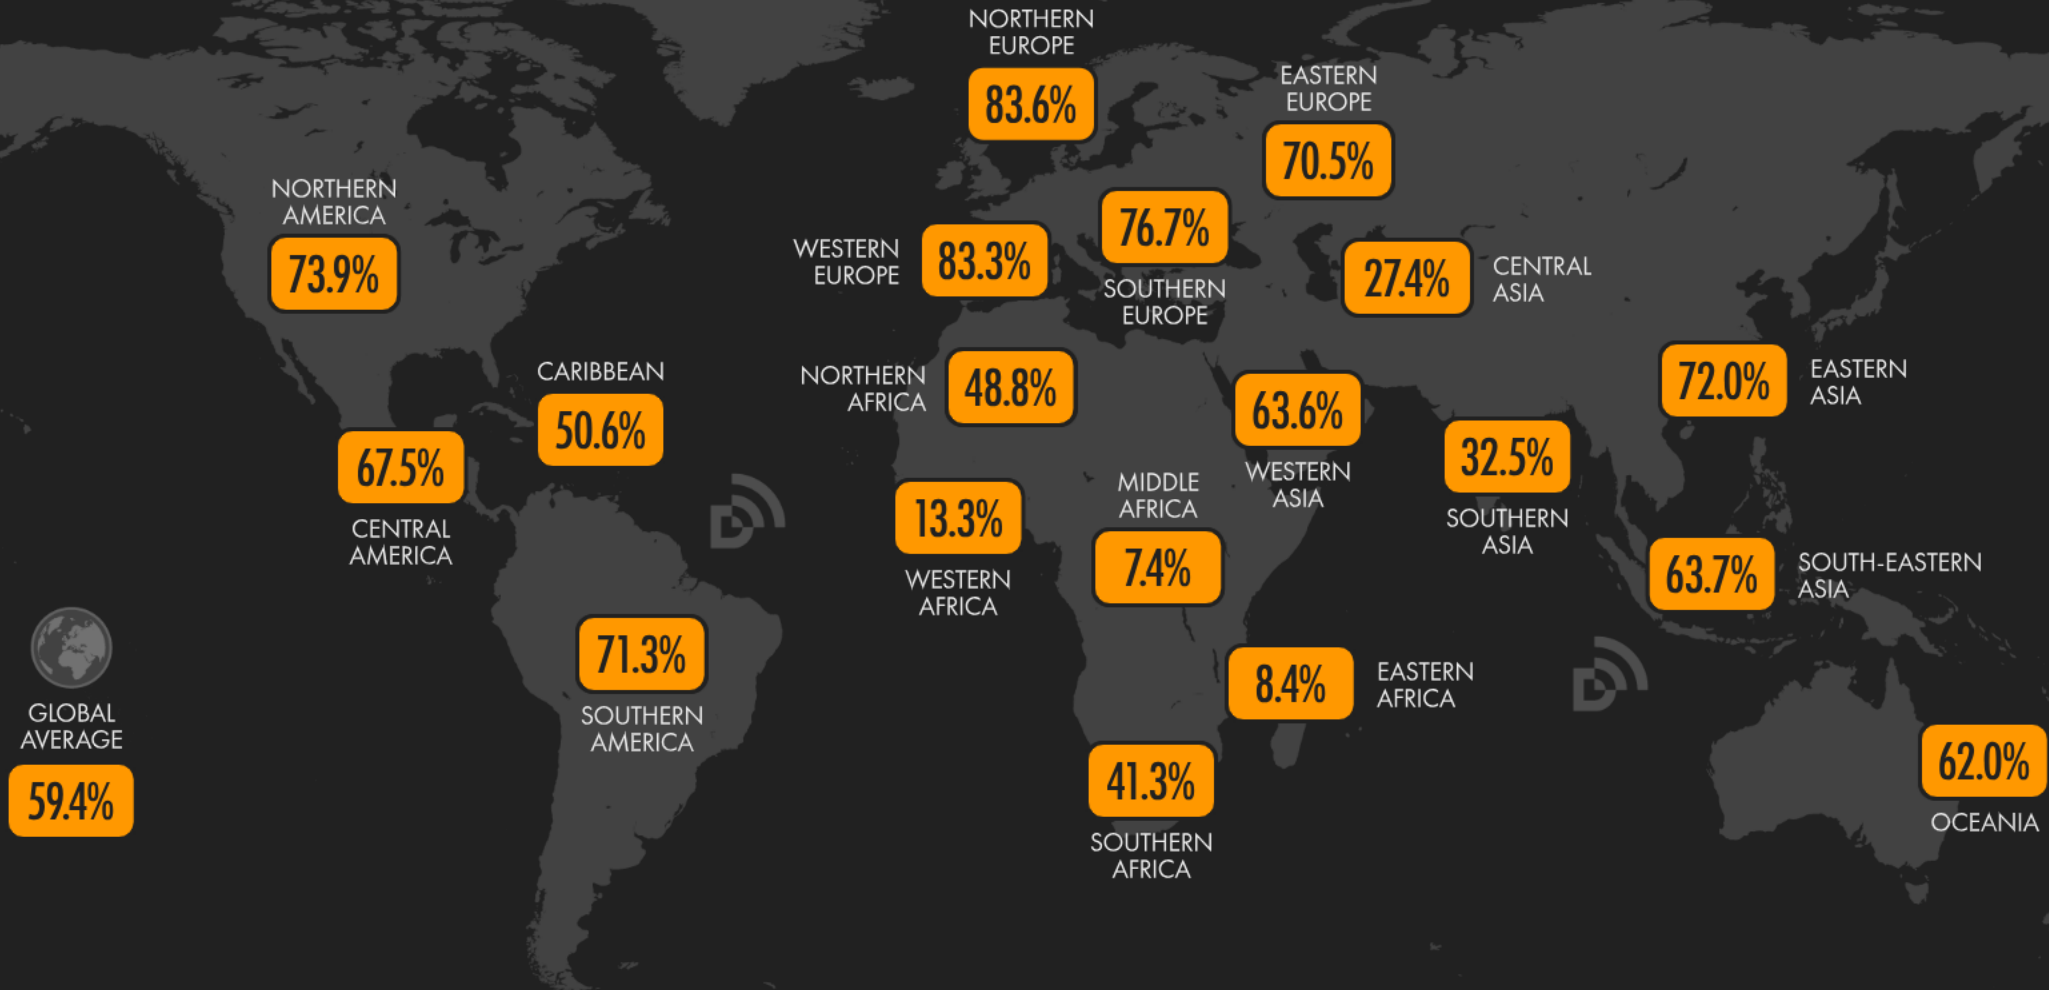 NORTHERN
EUROPE
83.6%
EASTERN
EUROPE
70.5%
NORTHERN
AMERICA
73.9%
WESTERN
EUROPE
83.3%
76.7%
SOUTHERN
EUROPE
27.4%
CENTRAL
ASIA
CARIBBEAN
50.6%
NORTHERN
AFRICA
48.8%
63.6%
WESTERN
ASIA
72.0%
EASTERN
ASIA
67.5%
CENTRAL
AMERICA
32.5%
SOUTHERN
ASIA
13.3%
WESTERN
AFRICA
MIDDLE
AFRICA
7.4%
63.7%
SOUTH-EASTERN
ASIA
71.3%
SOUTHERN
AMERICA
8.4%
EASTERN
AFRICA
GLOBAL
AVERAGE
59.4%
41.3%
SOUTHERN
AFRICA
62.0%
OCEANIA